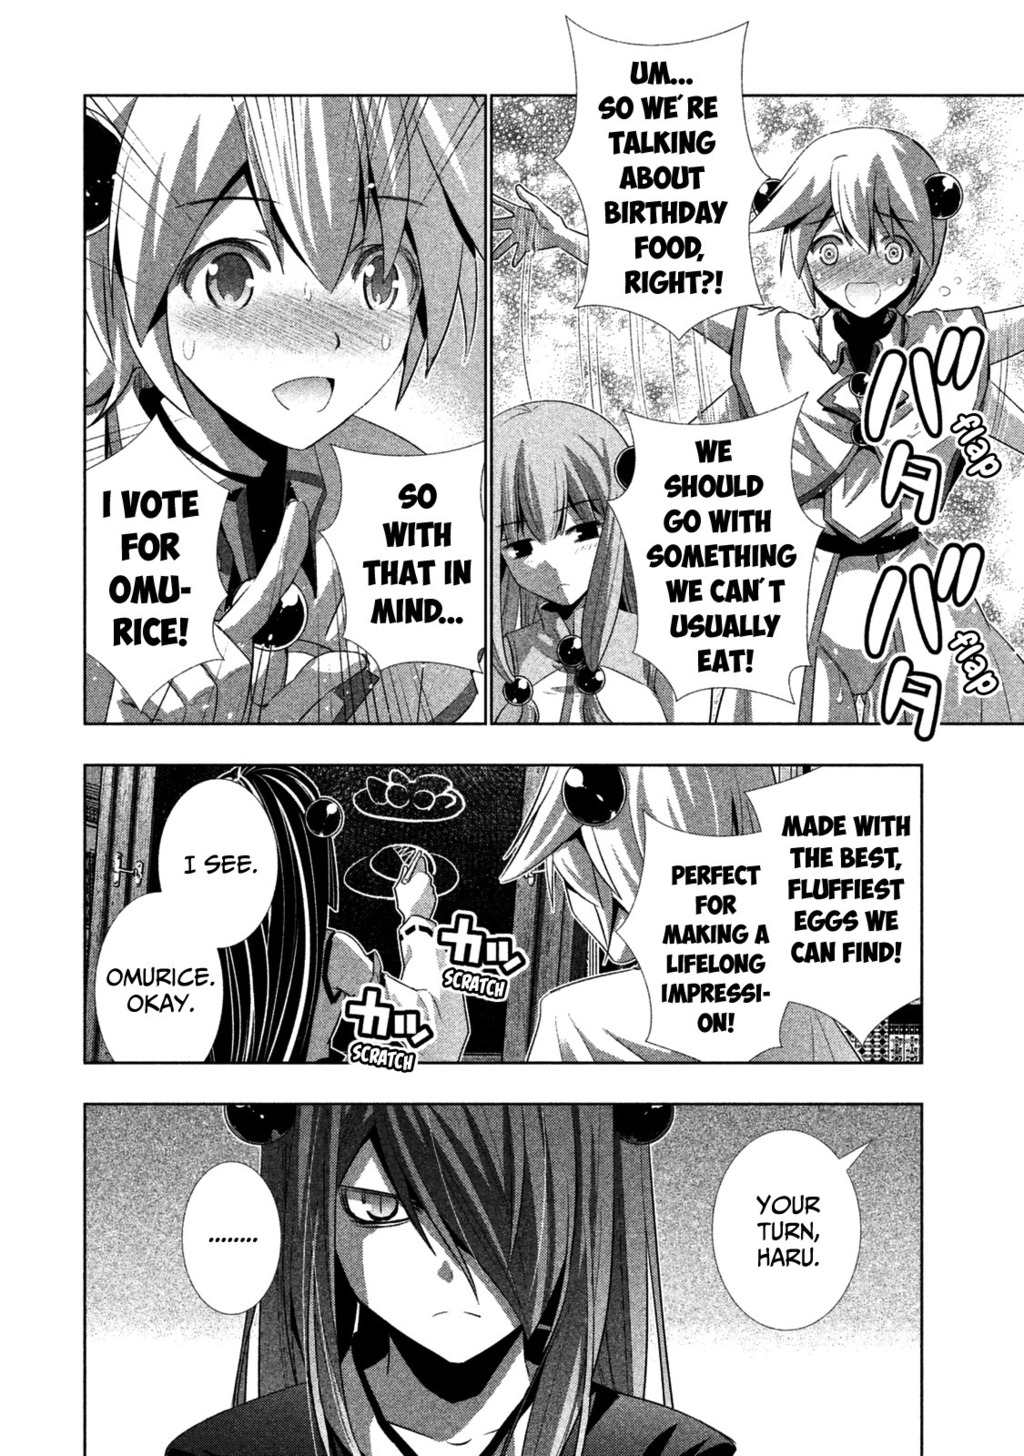 UM...
SO WE'RE
TALKING
ABOUT
BIRTHDAY
FOOD,
RIGHT?!
WE
SHOULD
GO WITH
SOMETHING
WE CAN'T
USUALLY
EAT!
バタ
flap
バタ
flap
SO
WITH
THAT IN
MIND...
I VOTE
FOR
OMU-
RICE!
MADE WITH
THE BEST,
FLUFFIEST
EGGS WE
CAN FIND!
PERFECT
FOR
MAKING A
LIFELONG
IMPRESSI-
ON!
カッ
SCRATCH
カッ
SCRATCH
I SEE.
OMURICE.
OKAY.
YOUR
TURN,
HARU.
.........